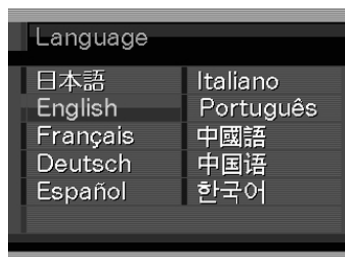 Language
日本語 Italiano
English Português
Français 中國語
Deutsch 中国语
Español 한국어